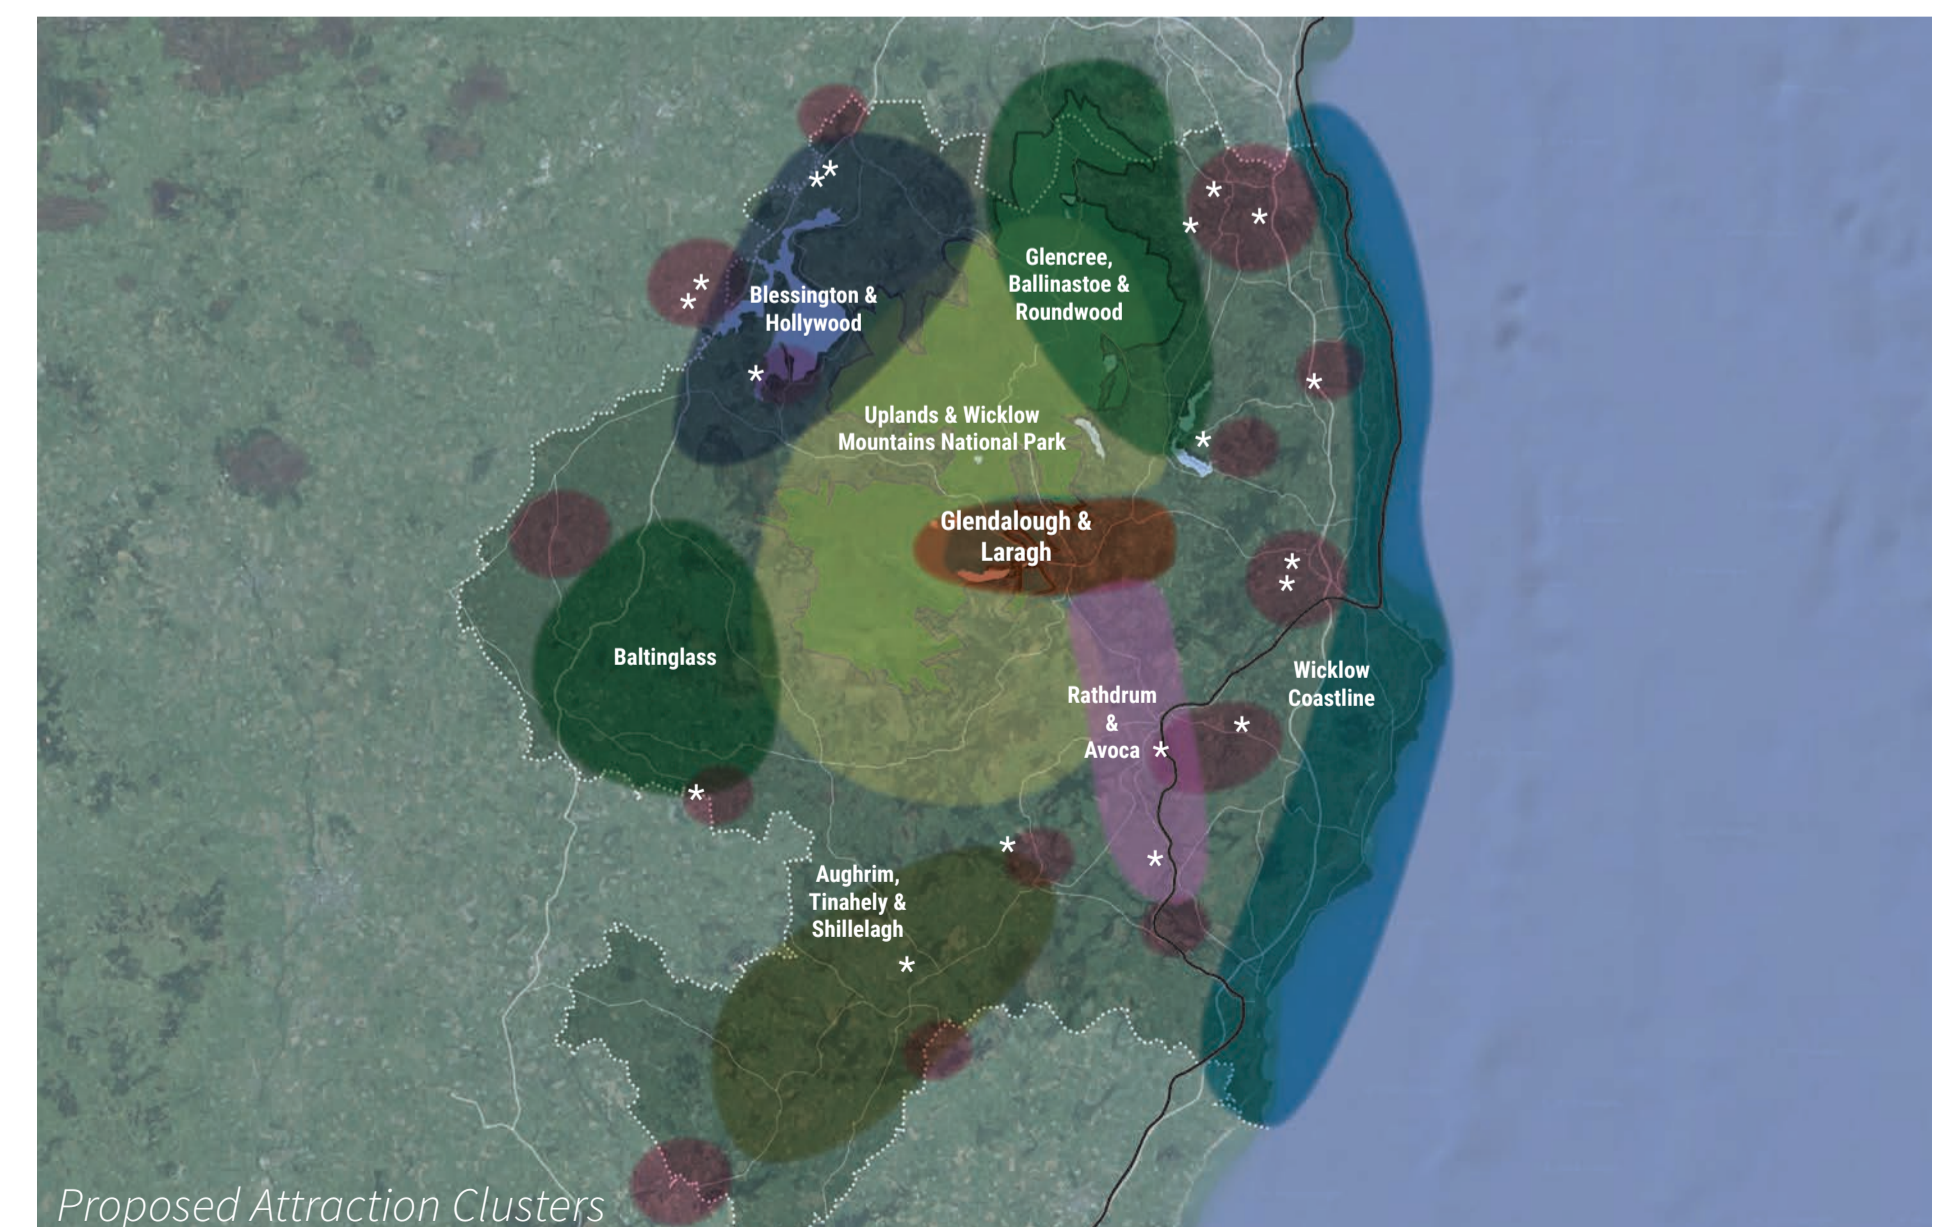 Glencree,
Ballinastoe &
Roundwood
Blessington &
Hollywood
Uplands & Wicklow
Mountains National Park
Glendalough &
Laragh
Baltinglass
Rathdrum
&
Avoca
Wicklow
Coastline
Aughrim,
Tinahely &
Shillelagh
Proposed Attraction Clusters